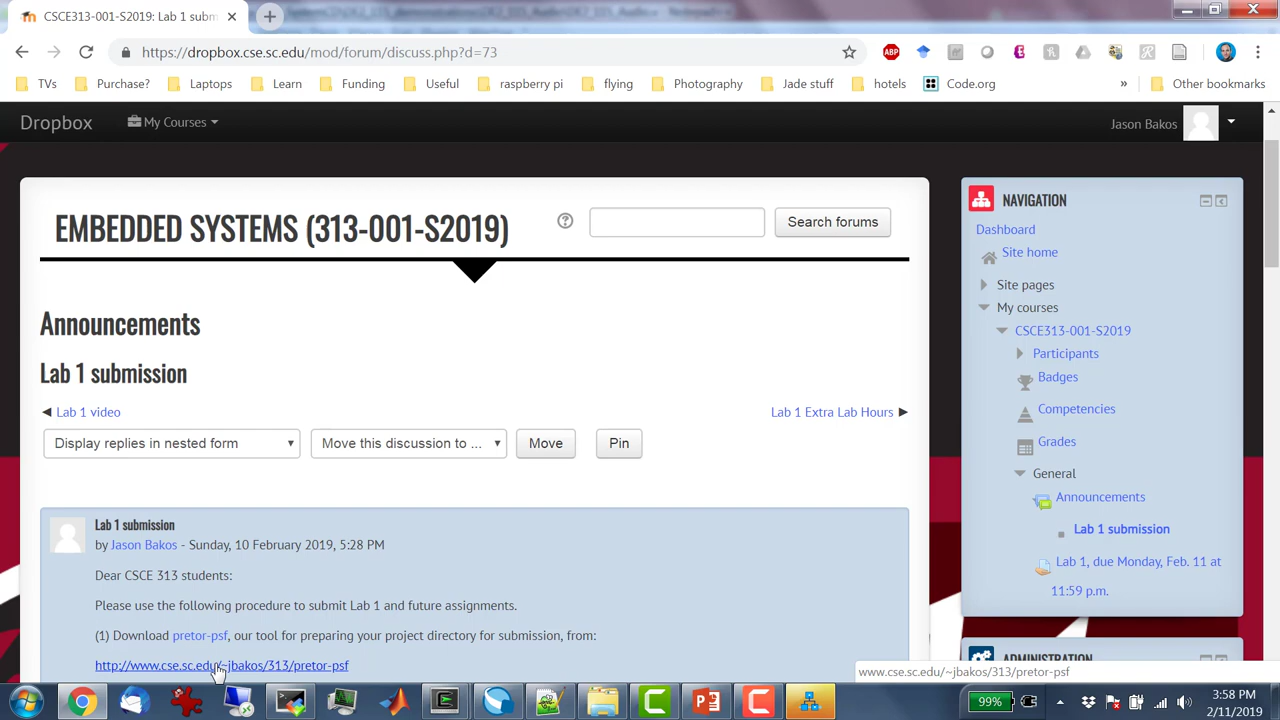 CSCE313-001-S2019: Lab 1 subm
https://dropbox.cse.sc.edu/mod/forum/discuss.php?d=73
ABP
TVs Purchase? Laptop Learn Funding Useful raspberry pi flying Photography Jade stuff hotels Code.org » Other bookmarks
Dropbox My Courses Jason Bakos
EMBEDDED SYSTEMS (313-001-S2019)
Search forums
Announcements
Lab 1 submission
Lab 1 video
Lab 1 Extra Lab Hours
Display replies in nested form
Move this discussion to ...
Move
Pin
Lab 1 submission
by Jason Bakos - Sunday, 10 February 2019, 5:28 PM
Dear CSCE 313 students:
Please use the following procedure to submit Lab 1 and future assignments.
(1) Download pretor-psf, our tool for preparing your project directory for submission, from:
http://www.cse.sc.edu/~jbakos/313/pretor-psf
NAVIGATION
Dashboard
Site home
Site pages
My courses
CSCE313-001-S2019
Participants
Badges
Competencies
Grades
General
Announcements
Lab 1 submission
Lab 1, due Monday, Feb. 11 at
11:59 p.m.
ADMINISTRATION
www.cse.sc.edu/~jbakos/313/pretor-psf
99%
3:58 PM
2/11/2019